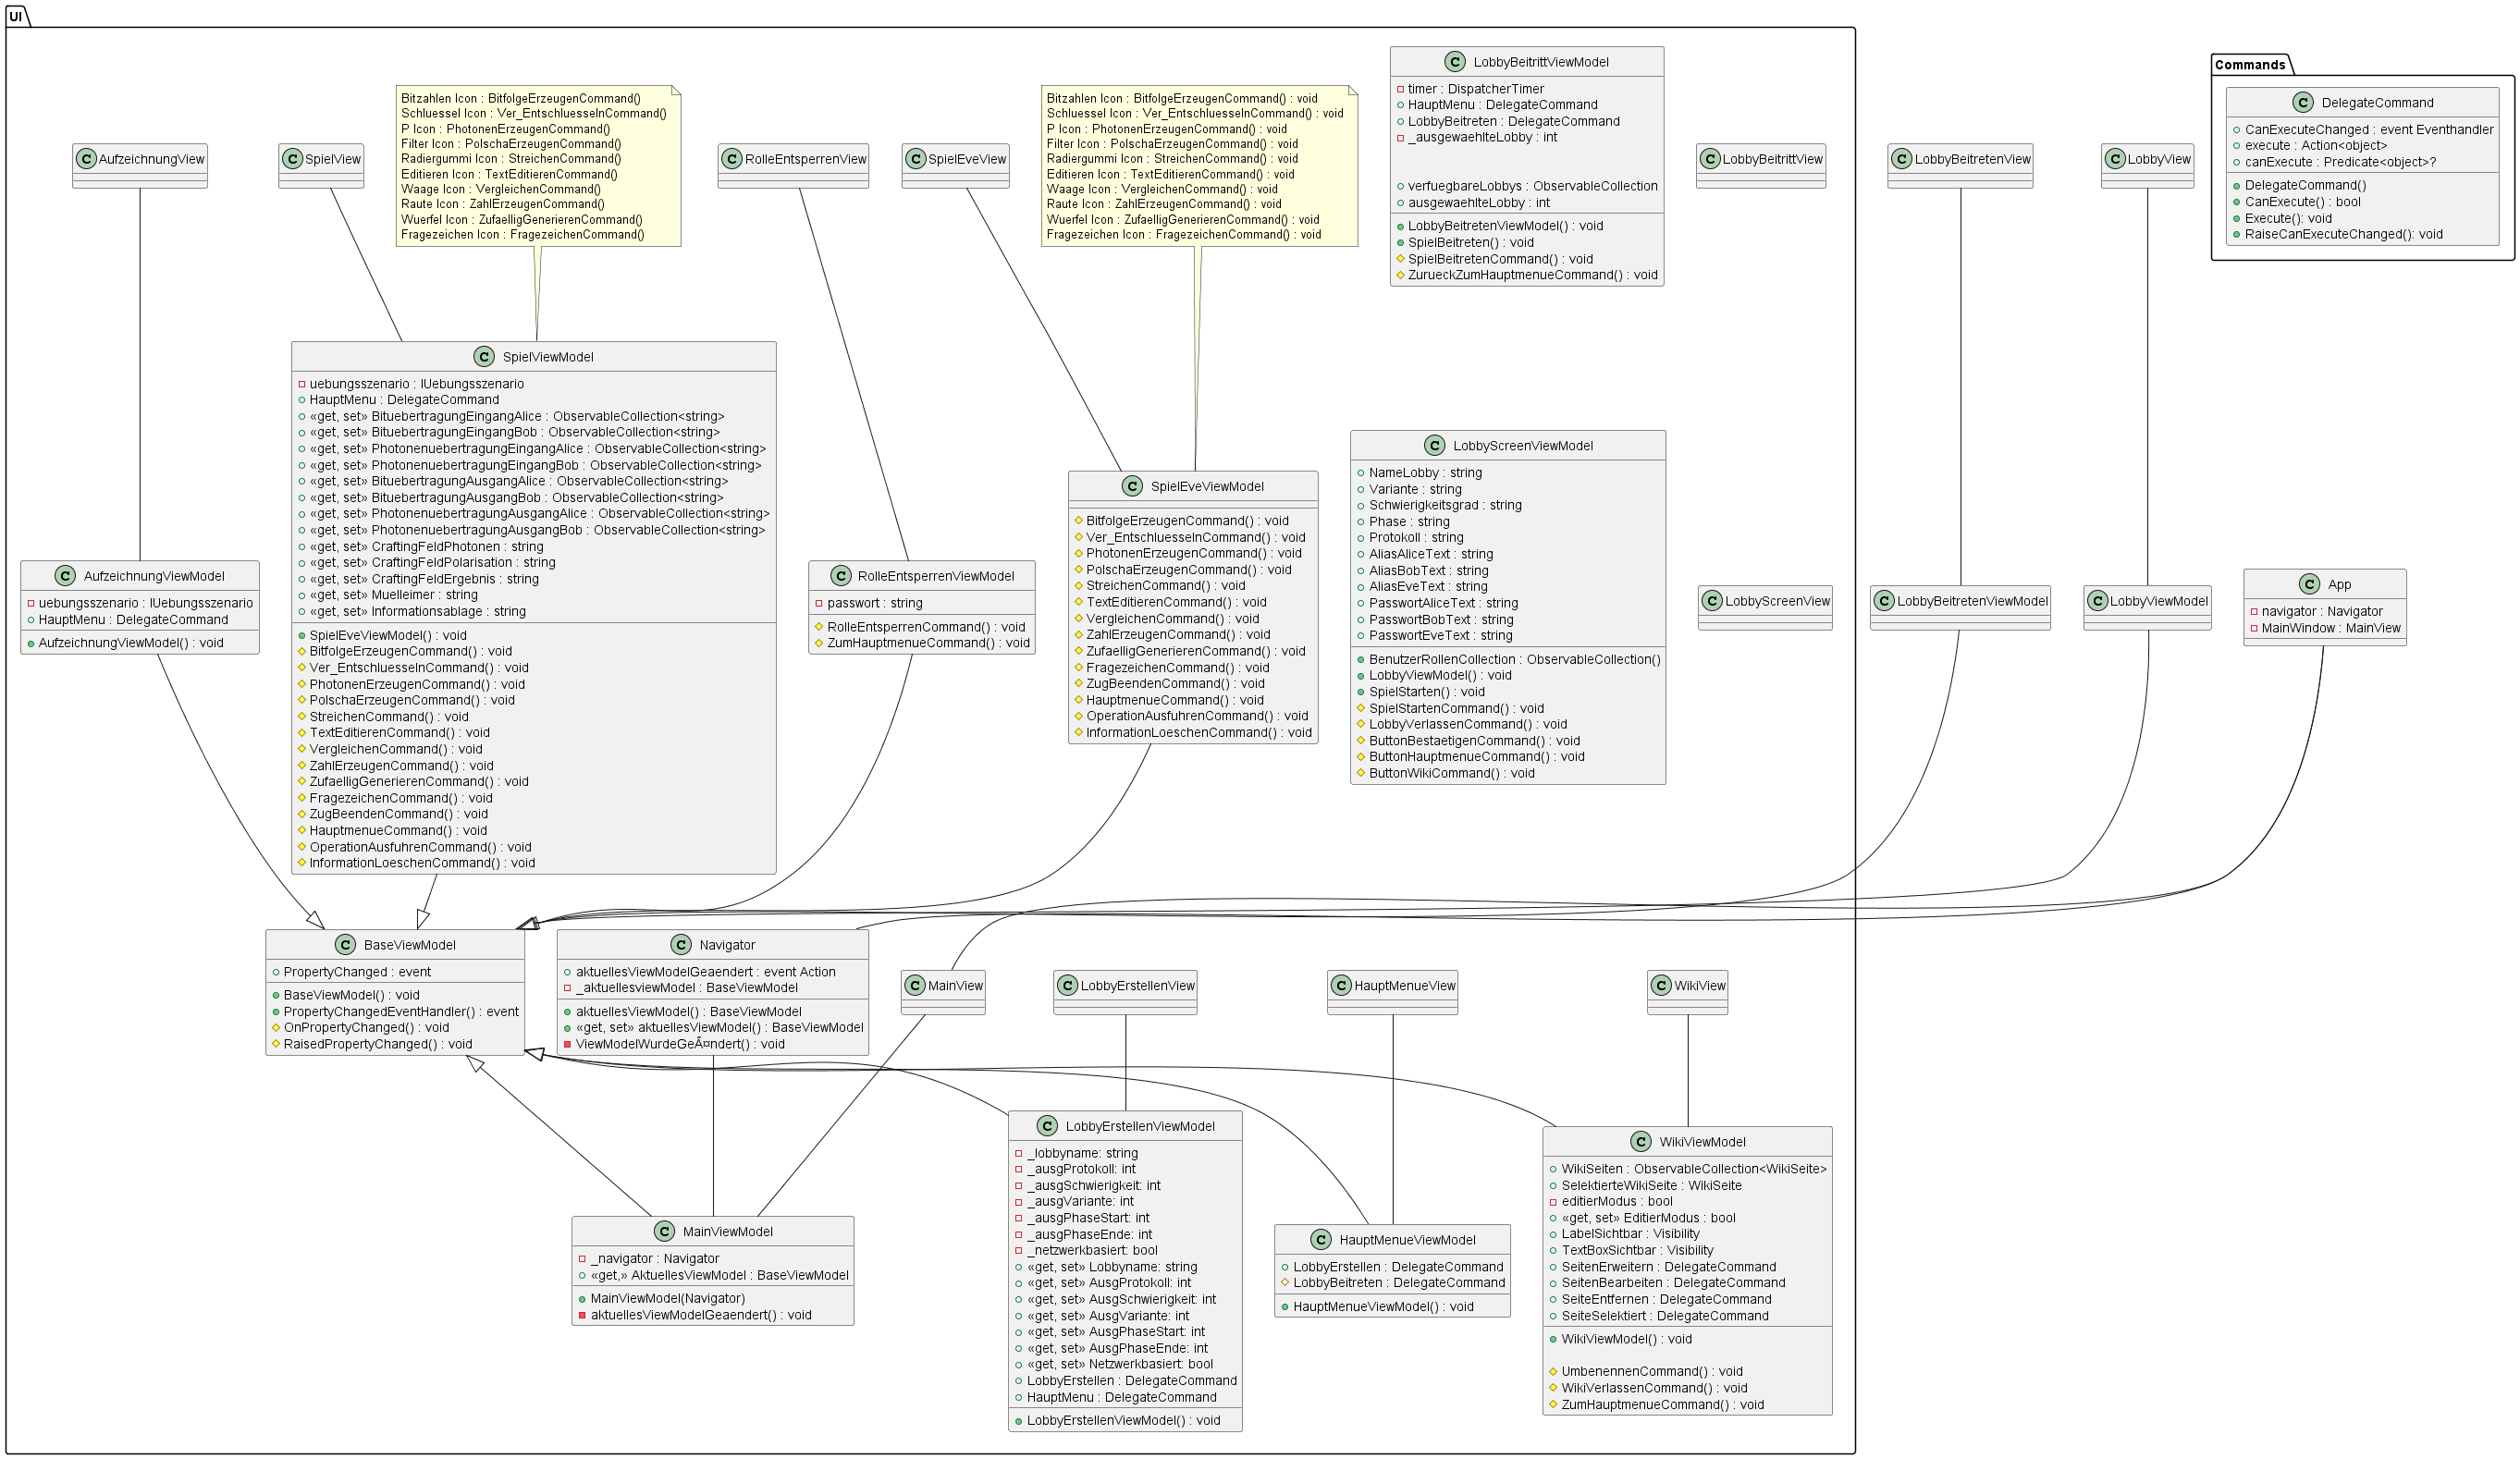 UI
Commands
DelegateCommand
CanExecuteChanged : event Eventhandler
execute : Action<object>
canExecute : Predicate<object>?
DelegateCommand()
CanExecute() : bool
Execute(): void
RaiseCanExecuteChanged(): void
LobbyBeitrittViewModel
timer : DispatcherTimer
HauptMenu : DelegateCommand
LobbyBeitreten : DelegateCommand
_ausgewaehlteLobby : int
verfuegbareLobbys : ObservableCollection
ausgewaehlteLobby : int
LobbyBeitretenViewModel() : void
SpielBeitreten() : void
SpielBeitretenCommand() : void
ZurueckZumHauptmenueCommand() : void
Bitzahlen Icon : BitfolgeErzeugenCommand()
Schluessel Icon : Ver_EntschluesselnCommand()
P Icon : PhotonenErzeugenCommand()
Filter Icon : PolschaErzeugenCommand()
Radiergummi Icon : StreichenCommand()
Editieren Icon : TextEditierenCommand()
Waage Icon : VergleichenCommand()
Raute Icon : ZahlErzeugenCommand()
Wuerfel Icon : ZufaelligGenerierenCommand()
Fragezeichen Icon : FragezeichenCommand()
Bitzahlen Icon : BitfolgeErzeugenCommand() : void
Schluessel Icon : Ver_EntschluesselnCommand() : void
P Icon : PhotonenErzeugenCommand() : void
Filter Icon : PolschaErzeugenCommand() : void
Radiergummi Icon : StreichenCommand() : void
Editieren Icon : TextEditierenCommand() : void
Waage Icon : VergleichenCommand() : void
Raute Icon : ZahlErzeugenCommand() : void
Wuerfel Icon : ZufaelligGenerierenCommand() : void
Fragezeichen Icon : FragezeichenCommand() : void
AufzeichnungView
SpielView
RolleEntsperrenView
SpielEveView
LobbyBeitrittView
LobbyBeitretenView
LobbyView
SpielViewModel
uebungsszenario : IUebungsszenario
HauptMenu : DelegateCommand
«get, set» BituebertragungEingangAlice : ObservableCollection<string>
«get, set» BituebertragungEingangBob : ObservableCollection<string>
«get, set» PhotonenuebertragungEingangAlice : ObservableCollection<string>
«get, set» PhotonenuebertragungEingangBob : ObservableCollection<string>
«get, set» BituebertragungAusgangAlice : ObservableCollection<string>
«get, set» BituebertragungAusgangBob : ObservableCollection<string>
«get, set» PhotonenuebertragungAusgangAlice : ObservableCollection<string>
«get, set» PhotonenuebertragungAusgangBob : ObservableCollection<string>
«get, set» CraftingFeldPhotonen : string
«get, set» CraftingFeldPolarisation : string
«get, set» CraftingFeldErgebnis : string
«get, set» Muelleimer : string
«get, set» Informationsablage : string
SpielEveViewModel() : void
BitfolgeErzeugenCommand() : void
Ver_EntschluesselnCommand() : void
PhotonenErzeugenCommand() : void
PolschaErzeugenCommand() : void
StreichenCommand() : void
TextEditierenCommand() : void
VergleichenCommand() : void
ZahlErzeugenCommand() : void
ZufaelligGenerierenCommand() : void
FragezeichenCommand() : void
ZugBeendenCommand() : void
HauptmenueCommand() : void
OperationAusfuhrenCommand() : void
InformationLoeschenCommand() : void
SpielEveViewModel
BitfolgeErzeugenCommand() : void
Ver_EntschluesselnCommand() : void
PhotonenErzeugenCommand() : void
PolschaErzeugenCommand() : void
StreichenCommand() : void
TextEditierenCommand() : void
VergleichenCommand() : void
ZahlErzeugenCommand() : void
ZufaelligGenerierenCommand() : void
FragezeichenCommand() : void
ZugBeendenCommand() : void
HauptmenueCommand() : void
OperationAusfuhrenCommand() : void
InformationLoeschenCommand() : void
LobbyScreenViewModel
NameLobby : string
Variante : string
Schwierigkeitsgrad : string
Phase : string
Protokoll : string
AliasAliceText : string
AliasBobText : string
AliasEveText : string
PasswortAliceText : string
PasswortBobText : string
PasswortEveText : string
BenutzerRollenCollection : ObservableCollection()
LobbyViewModel() : void
SpielStarten() : void
SpielStartenCommand() : void
LobbyVerlassenCommand() : void
ButtonBestaetigenCommand() : void
ButtonHauptmenueCommand() : void
ButtonWikiCommand() : void
AufzeichnungViewModel
uebungsszenario : IUebungsszenario
HauptMenu : DelegateCommand
AufzeichnungViewModel() : void
RolleEntsperrenViewModel
passwort : string
RolleEntsperrenCommand() : void
ZumHauptmenueCommand() : void
LobbyScreenView
LobbyBeitretenViewModel
LobbyViewModel
App
navigator : Navigator
MainWindow : MainView
BaseViewModel
PropertyChanged : event
BaseViewModel() : void
PropertyChangedEventHandler() : event
OnPropertyChanged() : void
RaisedPropertyChanged() : void
Navigator
aktuellesViewModelGeaendert : event Action
_aktuellesviewModel : BaseViewModel
aktuellesViewModel() : BaseViewModel
«get, set» aktuellesViewModel() : BaseViewModel
ViewModelWurdeGeÃ¤ndert() : void
MainView
LobbyErstellenView
HauptMenueView
WikiView
MainViewModel
_navigator : Navigator
«get,» AktuellesViewModel : BaseViewModel
MainViewModel(Navigator)
aktuellesViewModelGeaendert() : void
LobbyErstellenViewModel
_lobbyname: string
_ausgProtokoll: int
_ausgSchwierigkeit: int
_ausgVariante: int
_ausgPhaseStart: int
_ausgPhaseEnde: int
_netzwerkbasiert: bool
«get, set» Lobbyname: string
«get, set» AusgProtokoll: int
«get, set» AusgSchwierigkeit: int
«get, set» AusgVariante: int
«get, set» AusgPhaseStart: int
«get, set» AusgPhaseEnde: int
«get, set» Netzwerkbasiert: bool
LobbyErstellen : DelegateCommand
HauptMenu : DelegateCommand
LobbyErstellenViewModel() : void
HauptMenueViewModel
LobbyErstellen : DelegateCommand
LobbyBeitreten : DelegateCommand
HauptMenueViewModel() : void
WikiViewModel
WikiSeiten : ObservableCollection<WikiSeite>
SelektierteWikiSeite : WikiSeite
editierModus : bool
«get, set» EditierModus : bool
LabelSichtbar : Visibility
TextBoxSichtbar : Visibility
SeitenErweitern : DelegateCommand
SeitenBearbeiten : DelegateCommand
SeiteEntfernen : DelegateCommand
SeiteSelektiert : DelegateCommand
WikiViewModel() : void
UmbenennenCommand() : void
WikiVerlassenCommand() : void
ZumHauptmenueCommand() : void